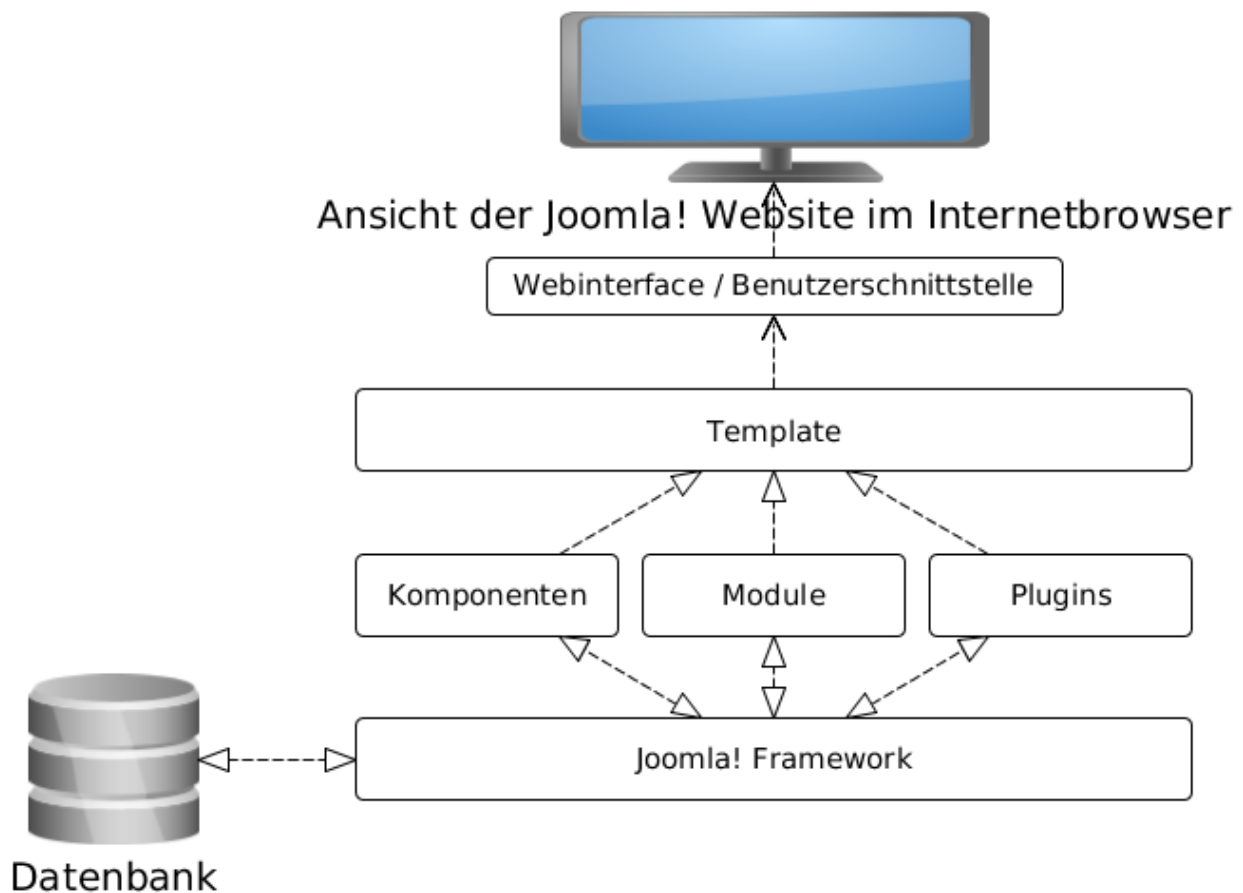 Ansicht der Joomla! Website im Internetbrowser
Webinterface / Benutzerschnittstelle
Template
Komponenten
Module
Plugins
Joomla! Framework
Datenbank